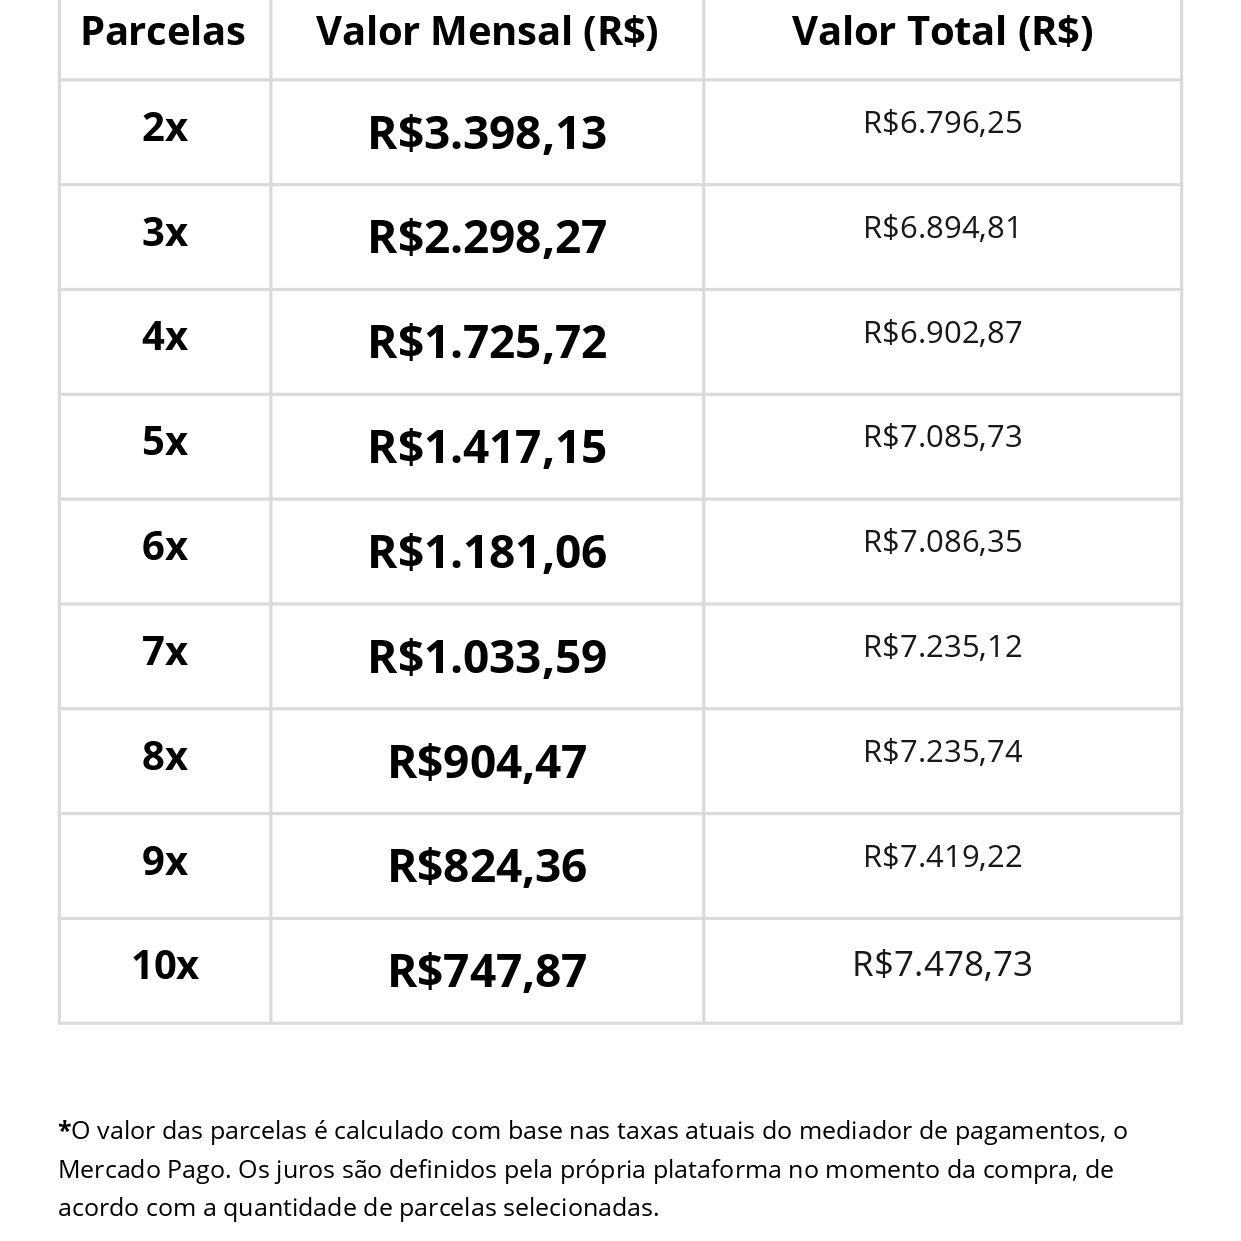 Parcelas Valor Mensal (R$) Valor Total (R$)
2x R$3.398,13 R$6.796,25
3x R$2.298,27 R$6.894,81
4x R$1.725,72 R$6.902,87
5x R$1.417,15 R$7.085,73
6x R$1.181,06 R$7.086,35
7x R$1.033,59 R$7.235,12
8x R$904,47 R$7.235,74
9x R$824,36 R$7.419,22
10x R$747,87 R$7.478,73
*O valor das parcelas é calculado com base nas taxas atuais do mediador de pagamentos, o
Mercado Pago. Os juros são definidos pela própria plataforma no momento da compra, de
acordo com a quantidade de parcelas selecionadas.